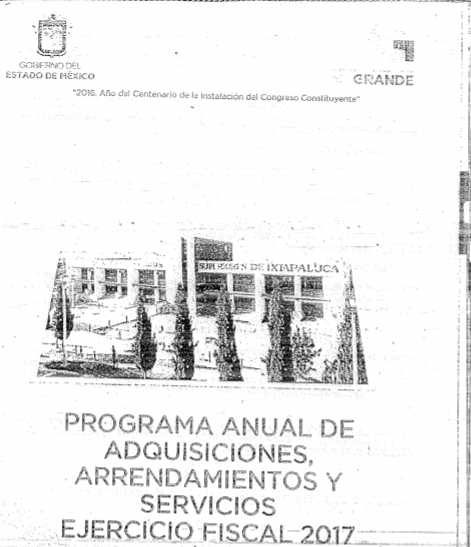 GOBIERNO DEL
ESTADO DE MÉXICO
GRANDE
"2016. Año del Centenario de la Instalación del Congreso Constituyente"
DE IXTAPALUCA
PROGRAMA ANUAL DE
ADQUISICIONES,
ARRENDAMIENTOS Y
SERVICIOS
EJERCICIO FISCAL 2017